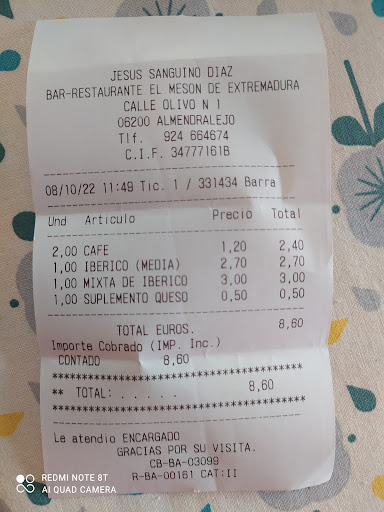 JESUS SANGUINO DIAZ
BAR-RESTAURANTE EL MESON DE EXTREMADURA
CALLE OLIVO N 1
06200 ALMENDRALEJO
Tlf. 924 664674
C.I.F. 34777161B
08/10/22 11:49 Tic. 1 / 331434 Barra
Und Artículo Precio Total
2,00 CAFE 1,20 2,40
1,00 IBERICO (MEDIA) 2,70 2,70
1,00 MIXTA DE IBERICO 3,00 3,00
1,00 SUPLEMENTO QUESO 0,50 0,50
TOTAL EUROS. 8,60
Importe Cobrado (IMP. Inc.)
CONTADO 8,60
****************************************
** TOTAL: . . . . . 8,60
****************************************
Le atendio ENCARGADO
GRACIAS POR SU VISITA.
CB-BA-03099
R-BA-00161 CAT:II
REDMI NOTE 8T
AI QUAD CAMERA